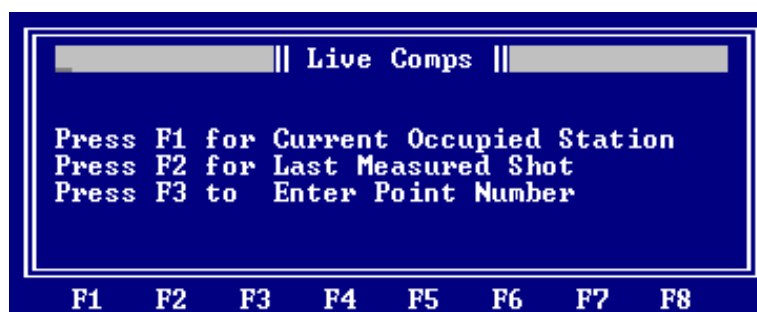 Live Comps
Press F1 for Current Occupied Station
Press F2 for Last Measured Shot
Press F3 to Enter Point Number
F1 F2 F3 F4 F5 F6 F7 F8